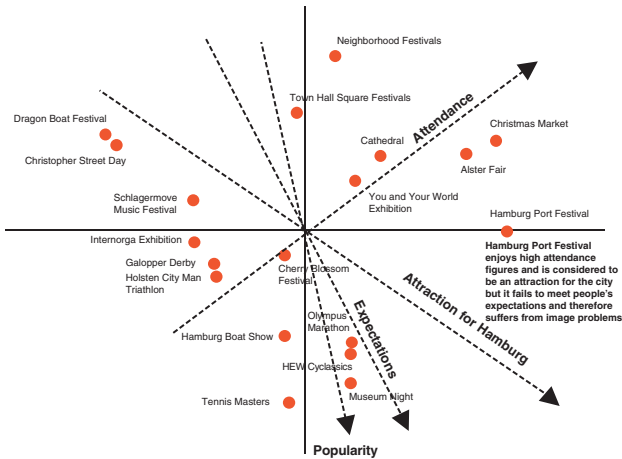 Neighborhood Festivals
Town Hall Square Festivals
Attendance
Dragon Boat Festival
Christopher Street Day
Cathedral
Christmas Market
Alster Fair
You and Your World
Exhibition
Schlagermove
Music Festival
Hamburg Port Festival
Hamburg Port Festival
enjoys high attendance
figures and is considered to
be an attraction for the city
but it fails to meet people's
expectations and therefore
suffers from image problems
Internorga Exhibition
Galopper Derby
Holsten City Man
Triathlon
Cherry Blossom
Festival
Attraction for Hamburg
Expectations
Olympus
Marathon
Hamburg Boat Show
HEW Cyclassics
Museum Night
Tennis Masters
Popularity